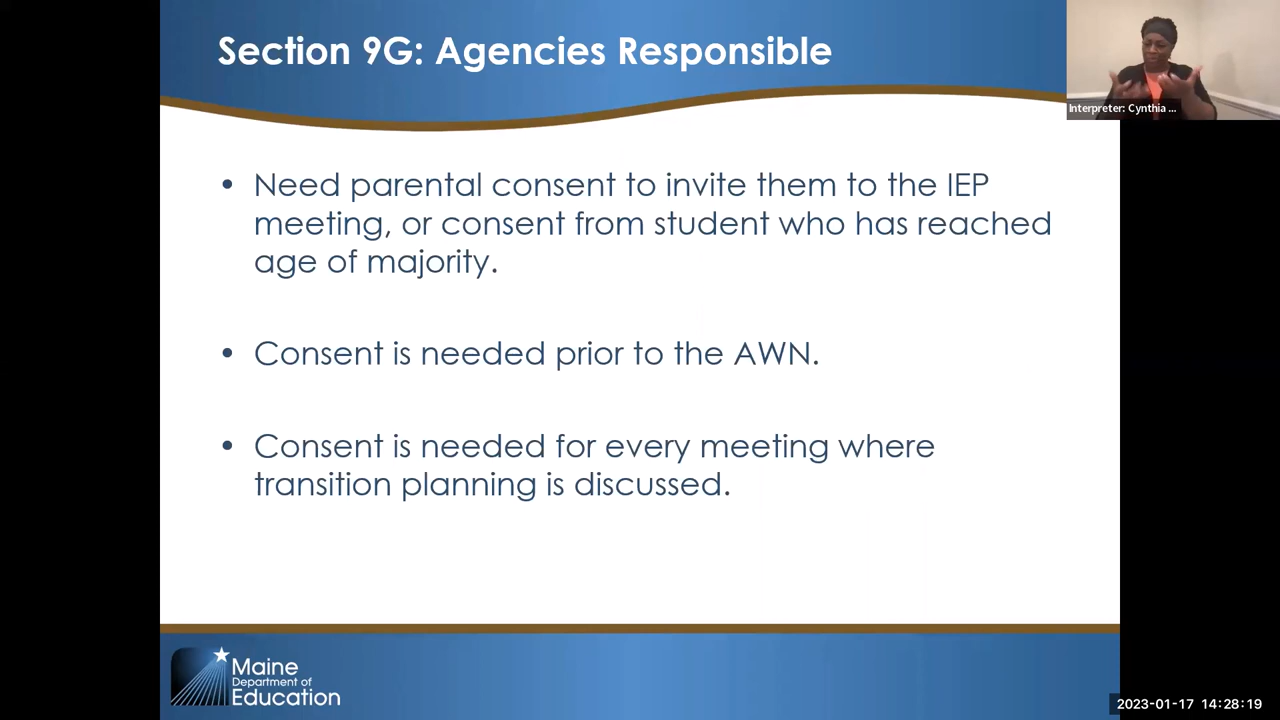 Section 9G: Agencies Responsible
Interpreter: Cynthia ...
• Need parental consent to invite them to the IEP
meeting, or consent from student who has reached
age of majority.
• Consent is needed prior to the AWN.
• Consent is needed for every meeting where
transition planning is discussed.
Maine
Department of
Education
2023-01-17 14:28:19